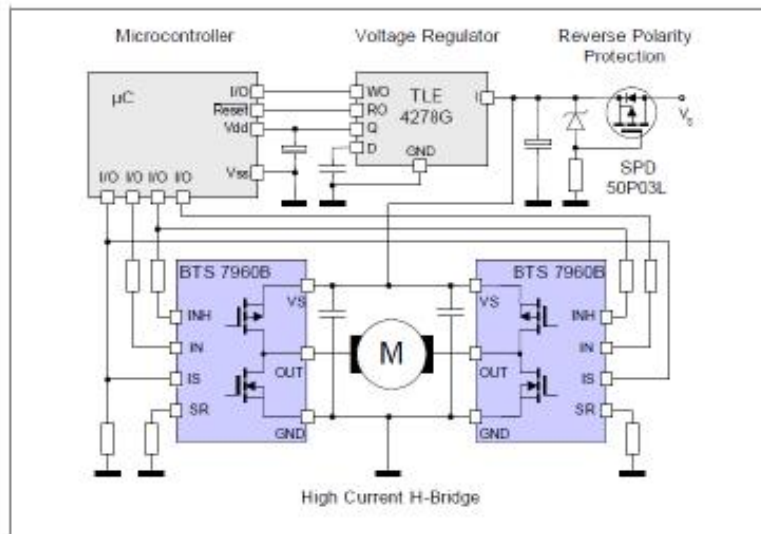 Microcontroller
Voltage Regulator
Reverse Polarity
Protection
µC
I/O
Reset
Vdd
Vss
I/O I/O I/O I/O
WO
RO
Q
D
TLE
4278G
I
GND
Vs
SPD
50P03L
BTS 7960B
VS
INH
IN
OUT
IS
SR
GND
M
BTS 7960B
VS
INH
IN
OUT
IS
SR
GND
High Current H-Bridge